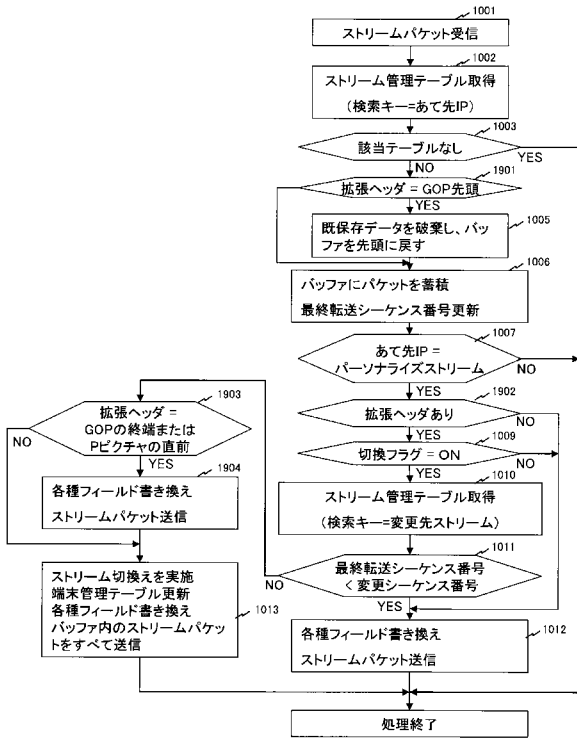 1001
ストリームパケット受信
1002
ストリーム管理テーブル取得
(検索キー=あて先IP)
1003
該当テーブルなし
YES
NO
1901
拡張ヘッダ = GOP先頭
YES
1005
既保存データを破棄し、バッ
ファを先頭に戻す
1006
バッファにパケットを蓄積
最終転送シーケンス番号更新
1007
あて先IP =
パーソナライズストリーム
NO
YES
1902
拡張ヘッダあり
NO
YES
1009
切換フラグ = ON
NO
YES
1010
ストリーム管理テーブル取得
(検索キー=変更先ストリーム)
1011
最終転送シーケンス番号
< 変更シーケンス番号
NO
YES
1012
各種フィールド書き換え
ストリームパケット送信
1903
拡張ヘッダ =
GOPの終端または
Pピクチャの直前
NO
YES
1904
各種フィールド書き換え
ストリームパケット送信
ストリーム切換えを実施
端末管理テーブル更新
各種フィールド書き換え
バッファ内のストリームパケッ
トをすべて送信
1013
処理終了